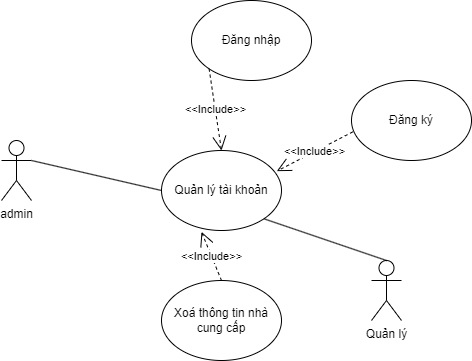 Đăng nhập
<<Include>>
Đăng ký
<<Include>>
Quản lý tài khoản
admin
<<Include>>
Xoá thông tin nhà
cung cấp
Quản lý